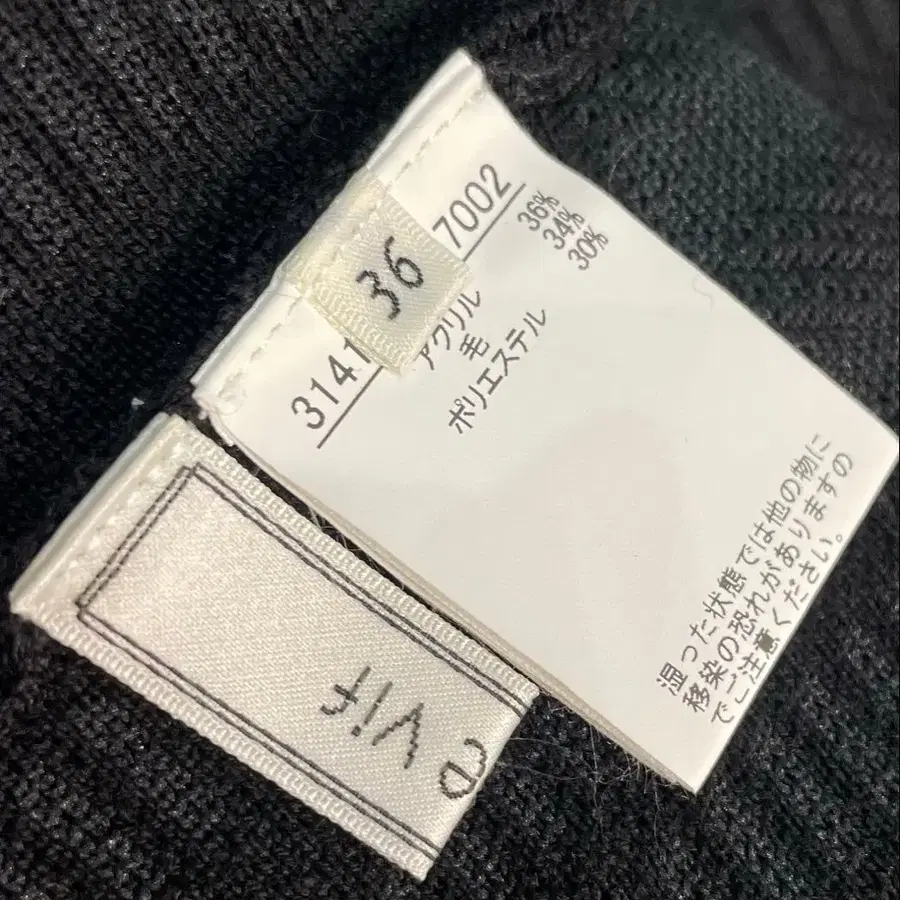 36
3141 7002
アクリル 36%
毛 34%
ポリエステル 30%
湿った状態では他の物に
移染の恐れがありますの
でご注意ください。
e Vif